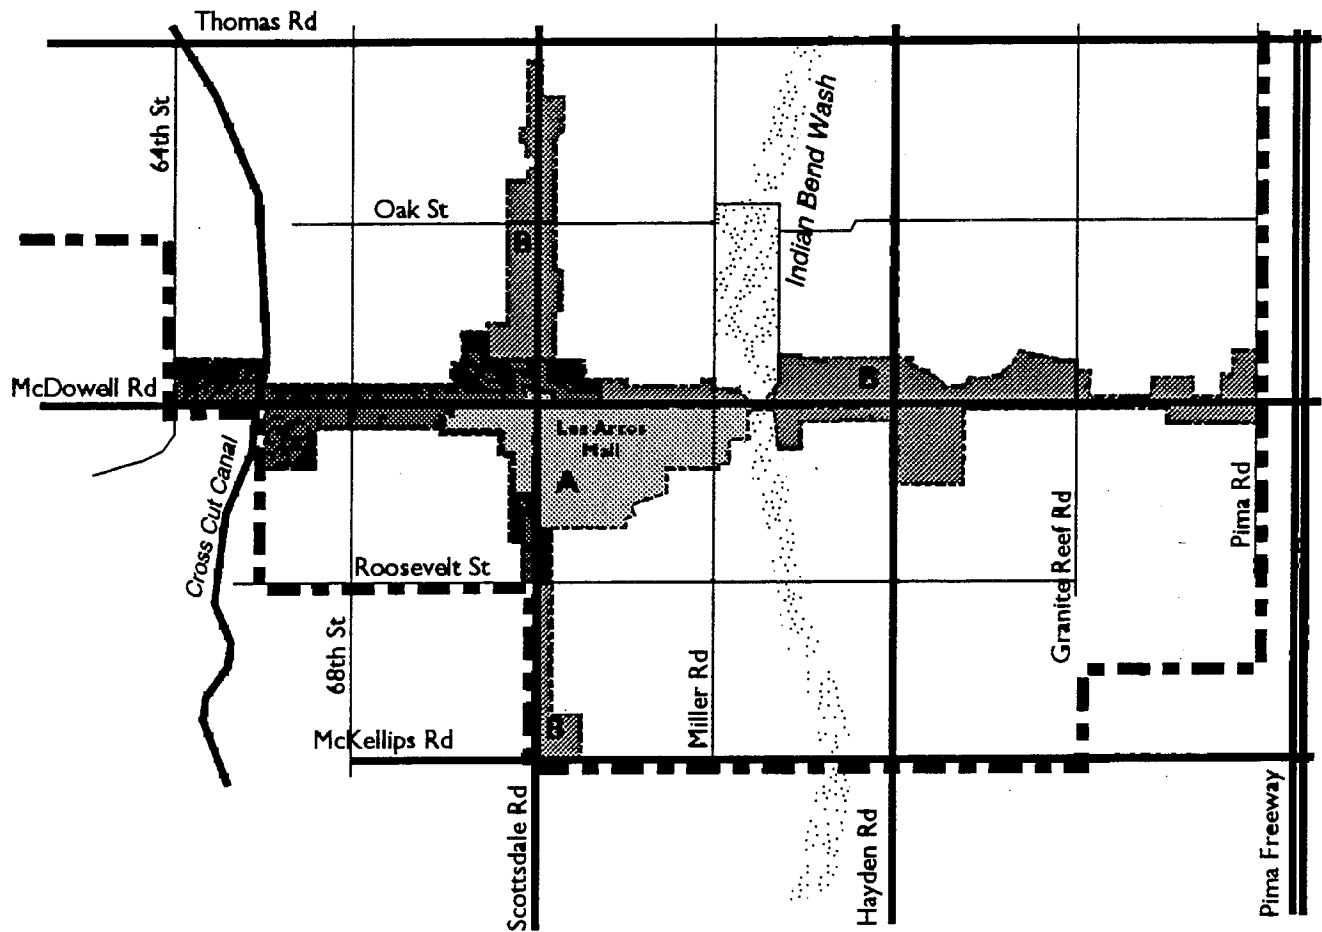 Thomas Rd
64th St
Indian Bend Wash
Oak St
B
McDowell Rd
B
Los Arcos
Mall
A
Cross Cut Canal
Roosevelt St
Granite Reef Rd
Pima Rd
68th St
Miller Rd
B
McKellips Rd
Scottsdale Rd
Hayden Rd
Pima Freeway